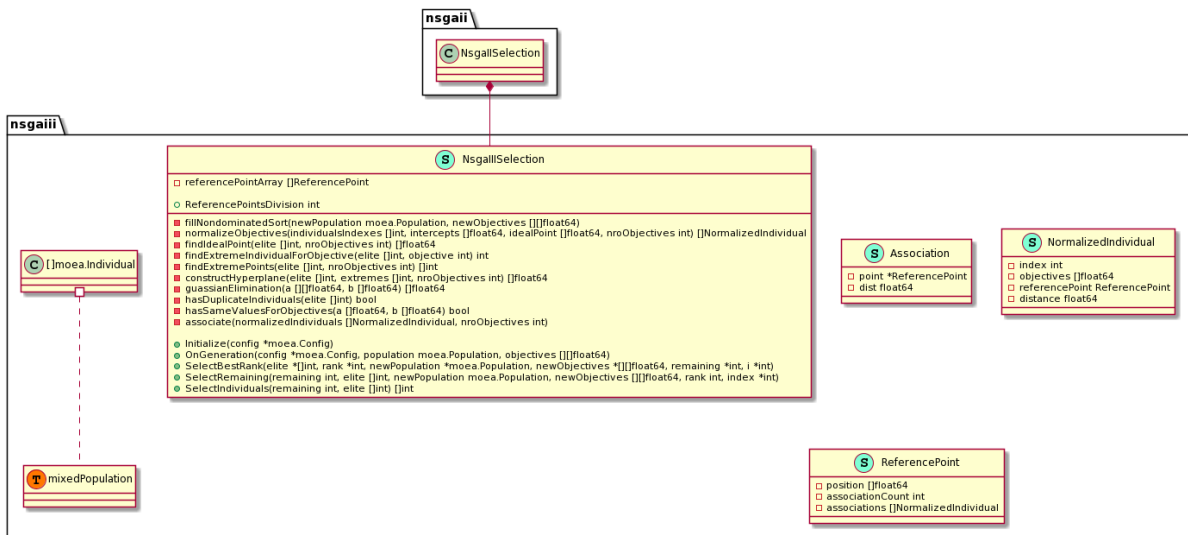 nsgaii
C NsgaIISelection
nsgaiii
S NsgaIIISelection
referencePointArray []ReferencePoint
ReferencePointsDivision int
fillNondominatedSort(newPopulation moea.Population, newObjectives [][]float64)
normalizeObjectives(individualsIndexes []int, intercepts []float64, idealPoint []float64, nroObjectives int) []NormalizedIndividual
findIdealPoint(elite []int, nroObjectives int) []float64
findExtremeIndividualForObjective(elite []int, objective int) int
findExtremePoints(elite []int, nroObjectives int) []int
constructHyperplane(elite []int, extremes []int, nroObjectives int) []float64
guassianElimination(a [][]float64, b []float64) []float64
hasDuplicateIndividuals(elite []int) bool
hasSameValuesForObjectives(a []float64, b []float64) bool
associate(normalizedIndividuals []NormalizedIndividual, nroObjectives int)
Initialize(config *moea.Config)
OnGeneration(config *moea.Config, population moea.Population, objectives [][]float64)
SelectBestRank(elite *[]int, rank *int, newPopulation *moea.Population, newObjectives *[][]float64, remaining *int, i *int)
SelectRemaining(remaining int, elite []int, newPopulation moea.Population, newObjectives [][]float64, rank int, index *int)
SelectIndividuals(remaining int, elite []int) []int
C []moea.Individual
S Association
point *ReferencePoint
dist float64
S NormalizedIndividual
index int
objectives []float64
referencePoint ReferencePoint
distance float64
T mixedPopulation
S ReferencePoint
position []float64
associationCount int
associations []NormalizedIndividual